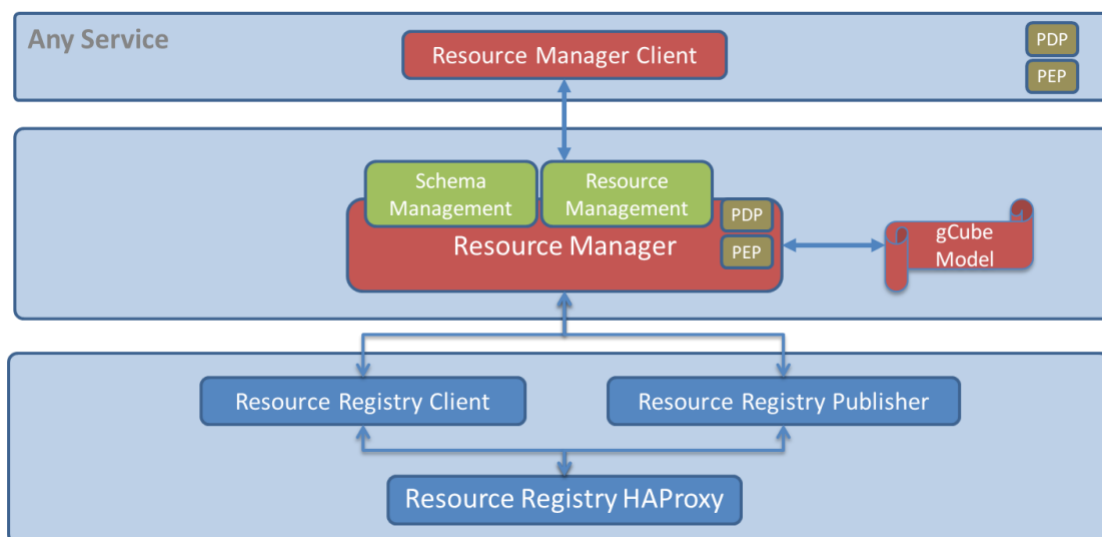 Any Service
Resource Manager Client
PDP
PEP
Schema
Management
Resource
Management
Resource Manager
PDP
PEP
gCube
Model
Resource Registry Client
Resource Registry Publisher
Resource Registry HAProxy